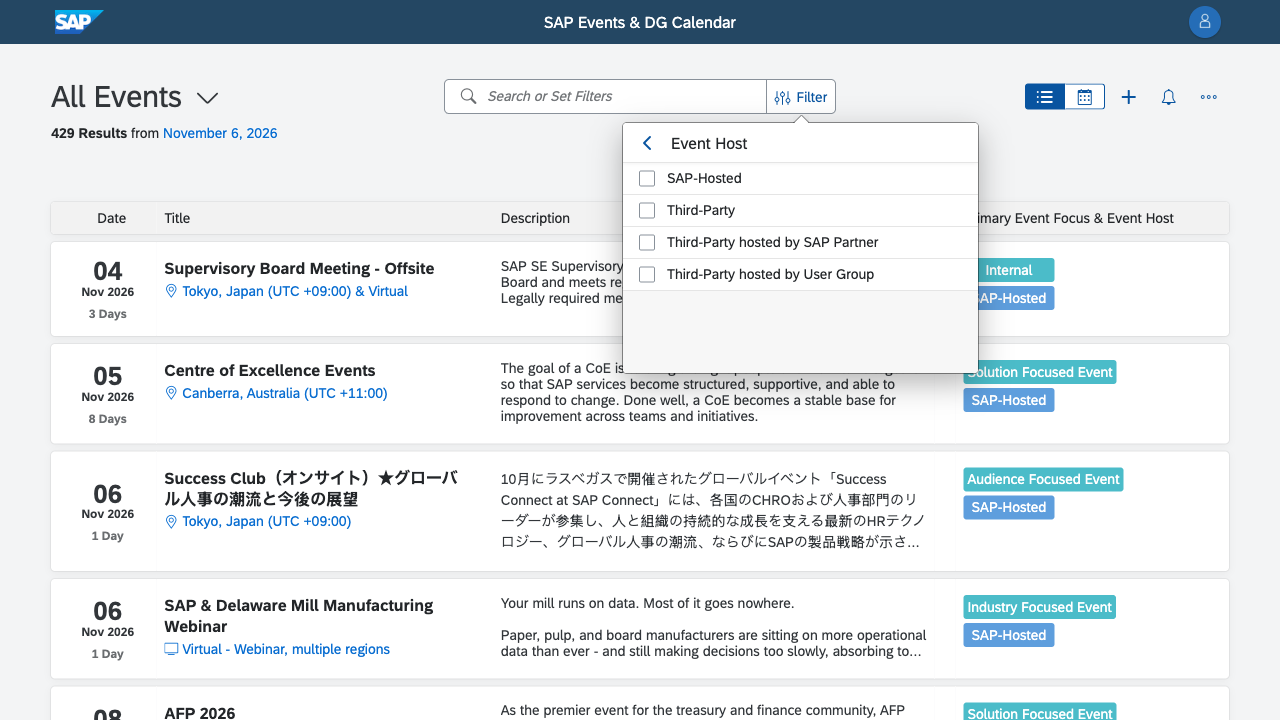 SAP
SAP Events & DG Calendar
All Events
Search or Set Filters
Filter
429 Results from November 6, 2026
Event Host
SAP-Hosted
Third-Party
Third-Party hosted by SAP Partner
Third-Party hosted by User Group
Date
Title
Description
imary Event Focus & Event Host
04
Nov 2026
3 Days
Supervisory Board Meeting - Offsite
Tokyo, Japan (UTC +09:00) & Virtual
SAP SE Supervisory
Board and meets re
Legally required me
Internal
AP-Hosted
05
Nov 2026
8 Days
Centre of Excellence Events
Canberra, Australia (UTC +11:00)
The goal of a CoE is
so that SAP services become structured, supportive, and able to
respond to change. Done well, a CoE becomes a stable base for
improvement across teams and initiatives.
Solution Focused Event
SAP-Hosted
06
Nov 2026
1 Day
Success Club（オンサイト）★グローバ
ル人事の潮流と今後の展望
Tokyo, Japan (UTC +09:00)
10月にラスベガスで開催されたグローバルイベント「Success
Connect at SAP Connect」には、各国のCHROおよび人事部門のリ
ーダーが参集し、人と組織の持続的な成長を支える最新のHRテクノ
ロジー、グローバル人事の潮流、ならびにSAPの製品戦略が示さ…
Audience Focused Event
SAP-Hosted
06
Nov 2026
1 Day
SAP & Delaware Mill Manufacturing
Webinar
Virtual - Webinar, multiple regions
Your mill runs on data. Most of it goes nowhere.
Paper, pulp, and board manufacturers are sitting on more operational
data than ever - and still making decisions too slowly, absorbing to…
Industry Focused Event
SAP-Hosted
08
AFP 2026
As the premier event for the treasury and finance community, AFP
Solution Focused Event